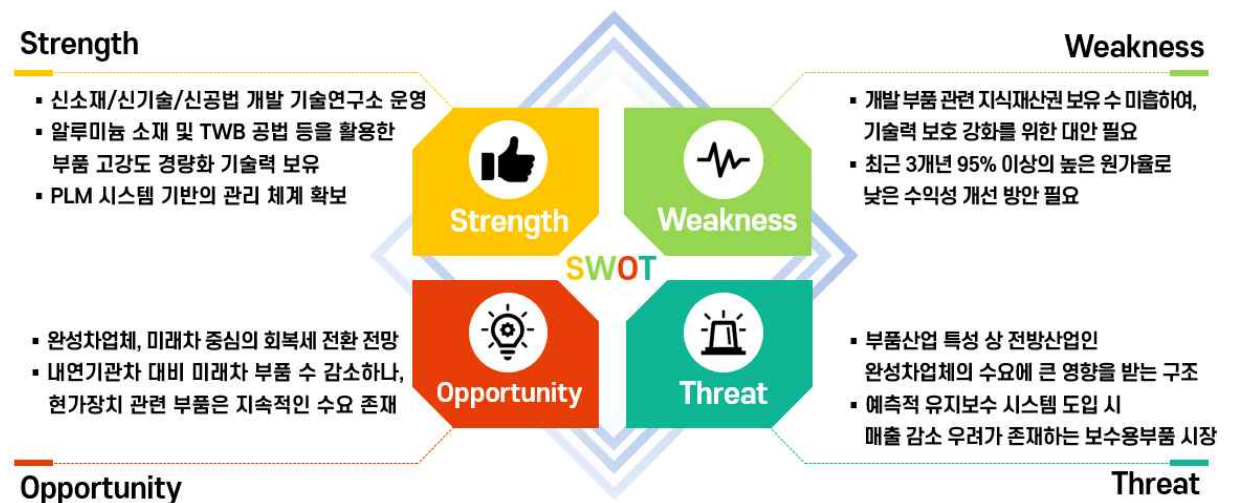 Strength
▪ 신소재/신기술/신공법 개발 기술연구소 운영
▪ 알루미늄 소재 및 TWB 공법 등을 활용한
부품 고강도 경량화 기술력 보유
▪ PLM 시스템 기반의 관리 체계 확보
Weakness
▪ 개발 부품 관련 지식재산권 보유 수 미흡하여,
기술력 보호 강화를 위한 대안 필요
▪ 최근 3개년 95% 이상의 높은 원가율로
낮은 수익성 개선 방안 필요
Strength
Weakness
SWOT
Opportunity
Threat
▪ 완성차업체, 미래차 중심의 회복세 전환 전망
▪ 내연기관차 대비 미래차 부품 수 감소하나,
현가장치 관련 부품은 지속적인 수요 존재
Opportunity
▪ 부품산업 특성 상 전방산업인
완성차업체의 수요에 큰 영향을 받는 구조
▪ 예측적 유지보수 시스템 도입 시
매출 감소 우려가 존재하는 보수용부품 시장
Threat